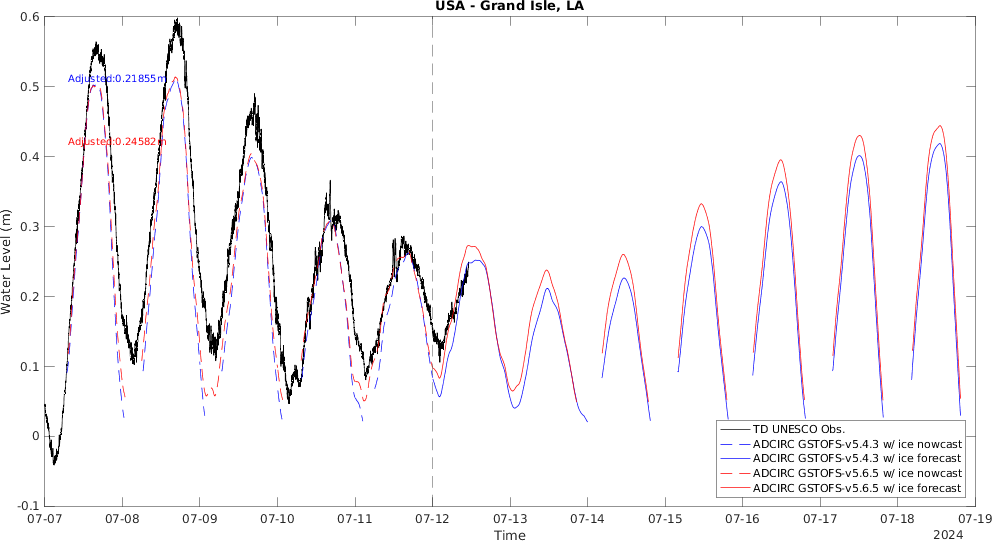 USA - Grand Isle, LA
0.6
0.5
0.4
0.3
0.2
0.1
0
-0.1
Water Level (m)
Adjusted:0.21855m
Adjusted:0.24582m
TD UNESCO Obs.
ADCIRC GSTOFS-v5.4.3 w/ ice nowcast
ADCIRC GSTOFS-v5.4.3 w/ ice forecast
ADCIRC GSTOFS-v5.6.5 w/ ice nowcast
ADCIRC GSTOFS-v5.6.5 w/ ice forecast
07-07 07-08 07-09 07-10 07-11 07-12 07-13 07-14 07-15 07-16 07-17 07-18 07-19
Time
2024